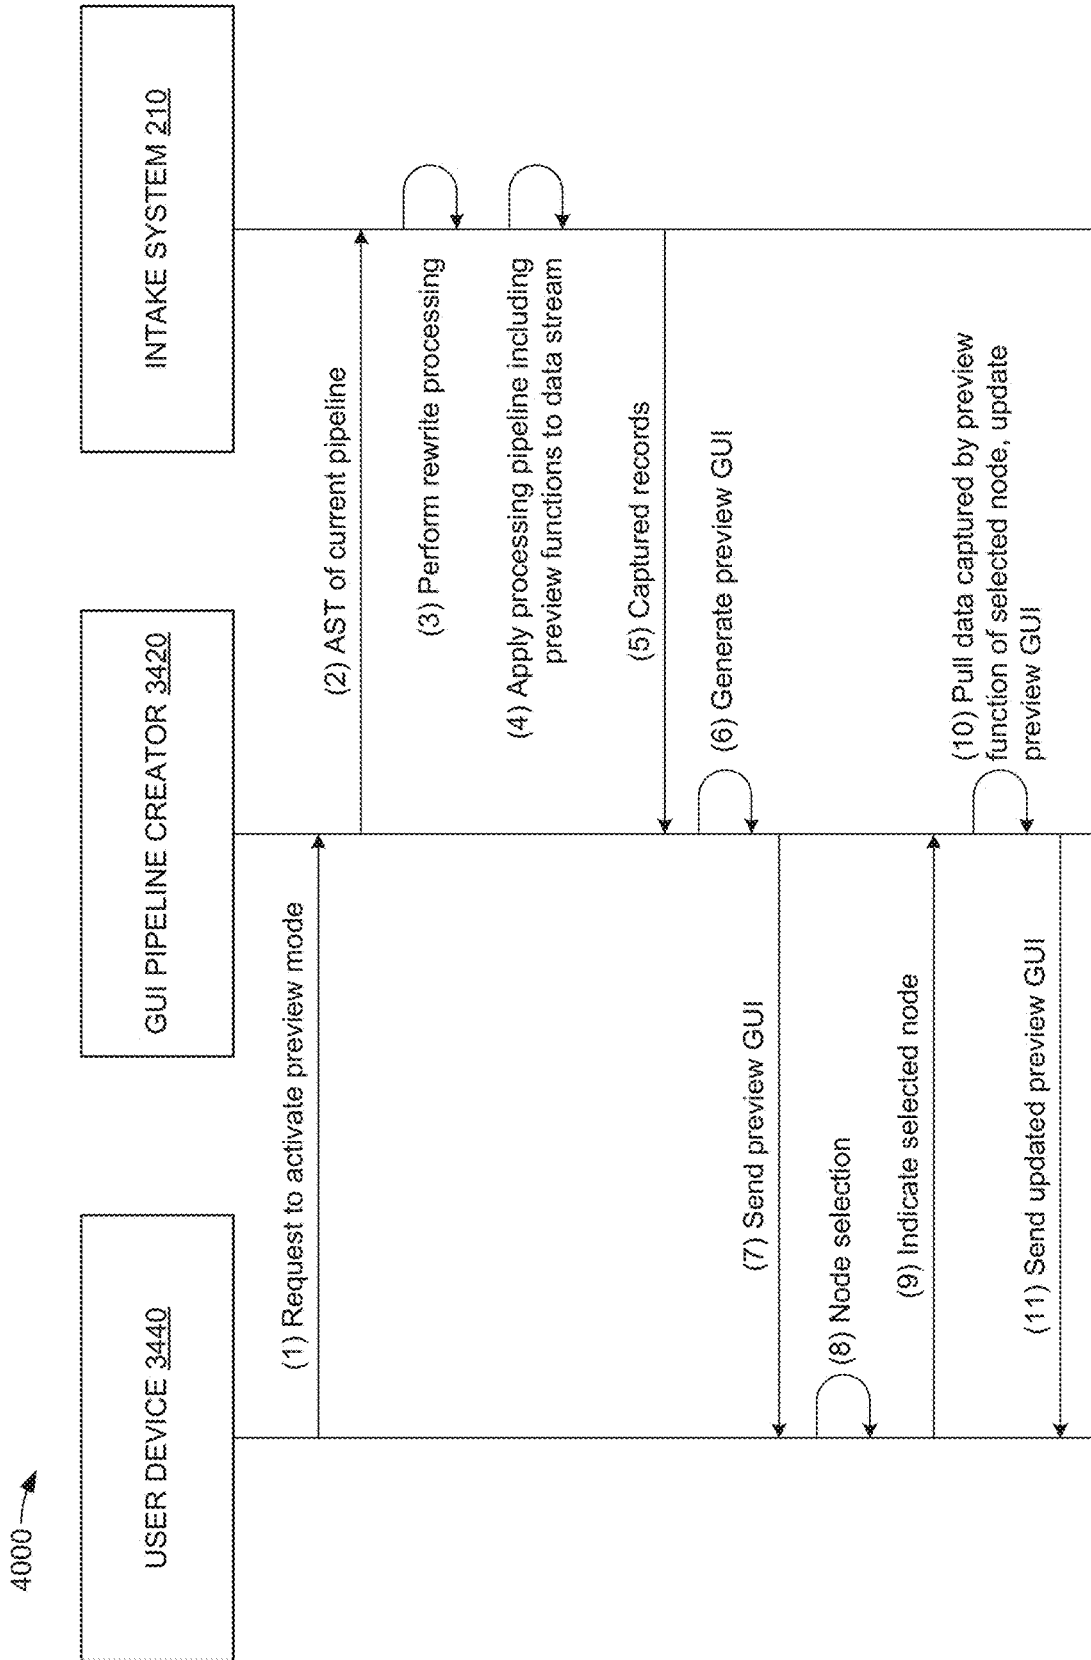 4000
USER DEVICE 3440
GUI PIPELINE CREATOR 3420
INTAKE SYSTEM 210
(1) Request to activate preview mode
(2) AST of current pipeline
(3) Perform rewrite processing
(4) Apply processing pipeline including
preview functions to data stream
(5) Captured records
(6) Generate preview GUI
(7) Send preview GUI
(8) Node selection
(9) Indicate selected node
(10) Pull data captured by preview
function of selected node, update
preview GUI
(11) Send updated preview GUI